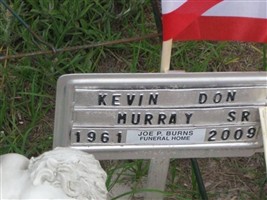 KEVIN DON
MURRAY SR
1961 JOE P. BURNS 2009
FUNERAL HOME